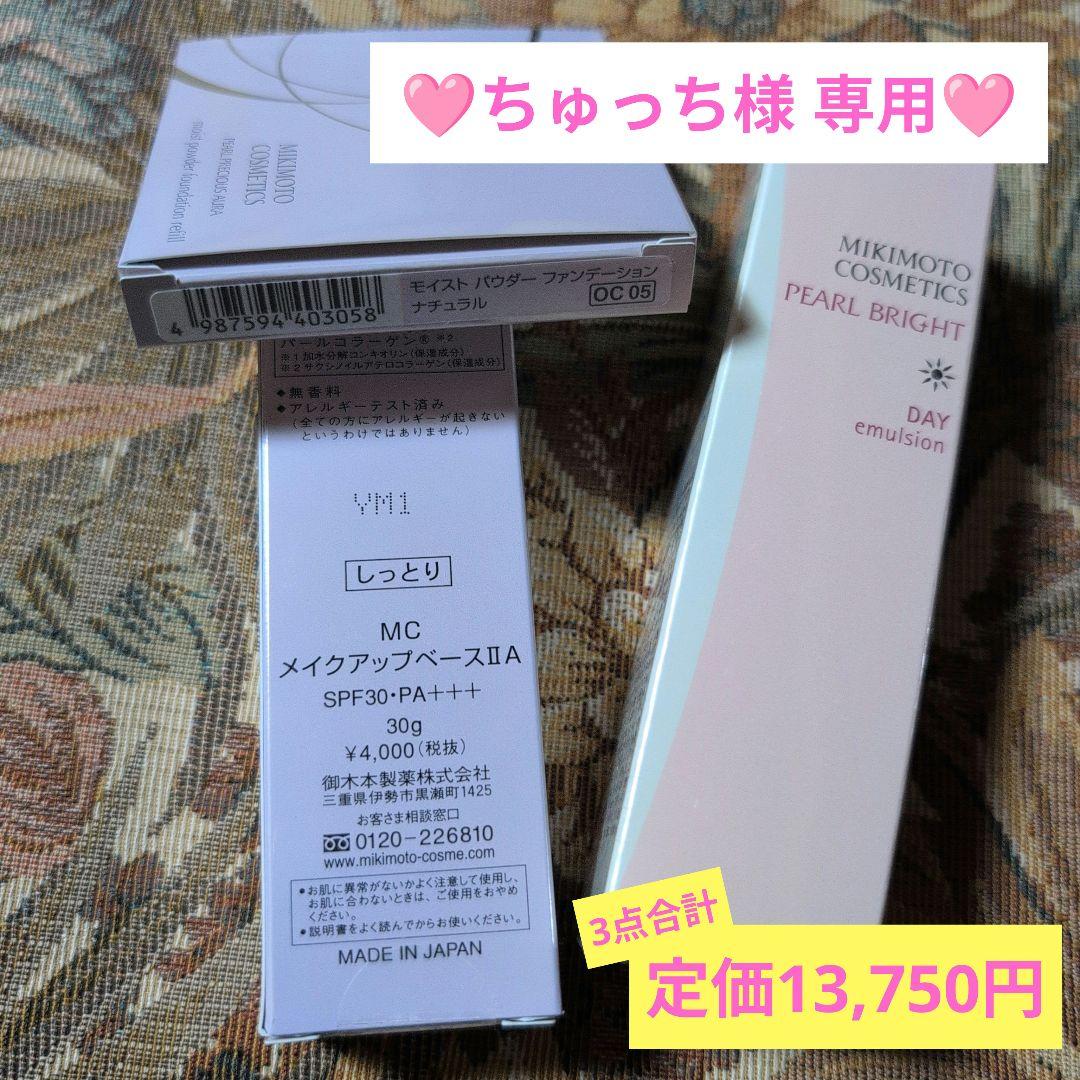 🩷ちゅっち様 専用🩷
MIKIMOTO
COSMETICS
PEARL PRECIOUS AURA
moist powder foundation refill
モイスト パウダー ファンデーション
ナチュラル
OC 05
4 987594 403058
パールコラーゲン® ※2
※1 加水分解コンキオリン(保湿成分)
※2 サクシノイルアテロコラーゲン(保湿成分)
◆無香料
◆アレルギーテスト済み
(全ての方にアレルギーが起きない
というわけではありません)
VM1
しっとり
MC
メイクアップベースⅡA
SPF30・PA+++
30g
¥4,000(税抜)
御木本製薬株式会社
三重県伊勢市黒瀬町1425
お客さま相談窓口
0120-226810
www.mikimoto-cosme.com
●お肌に異常がないかよく注意して使用し、
お肌に合わないときは、ご使用をおやめ
ください。
●説明書をよく読んでからお使いください。
MADE IN JAPAN
MIKIMOTO
COSMETICS
PEARL BRIGHT
DAY
emulsion
3点合計
定価13,750円